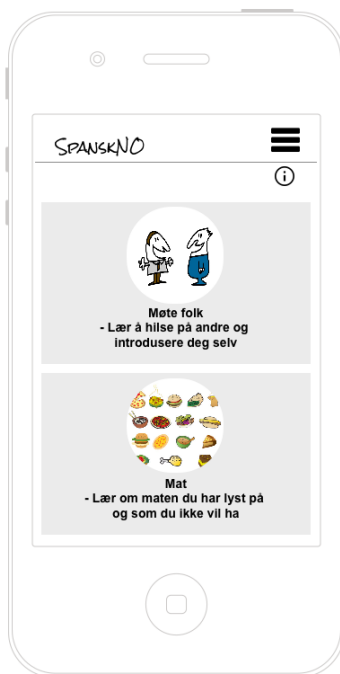 SpanskNO
Møte folk
- Lær å hilse på andre og
introdusere deg selv
Mat
- Lær om maten du har lyst på
og som du ikke vil ha